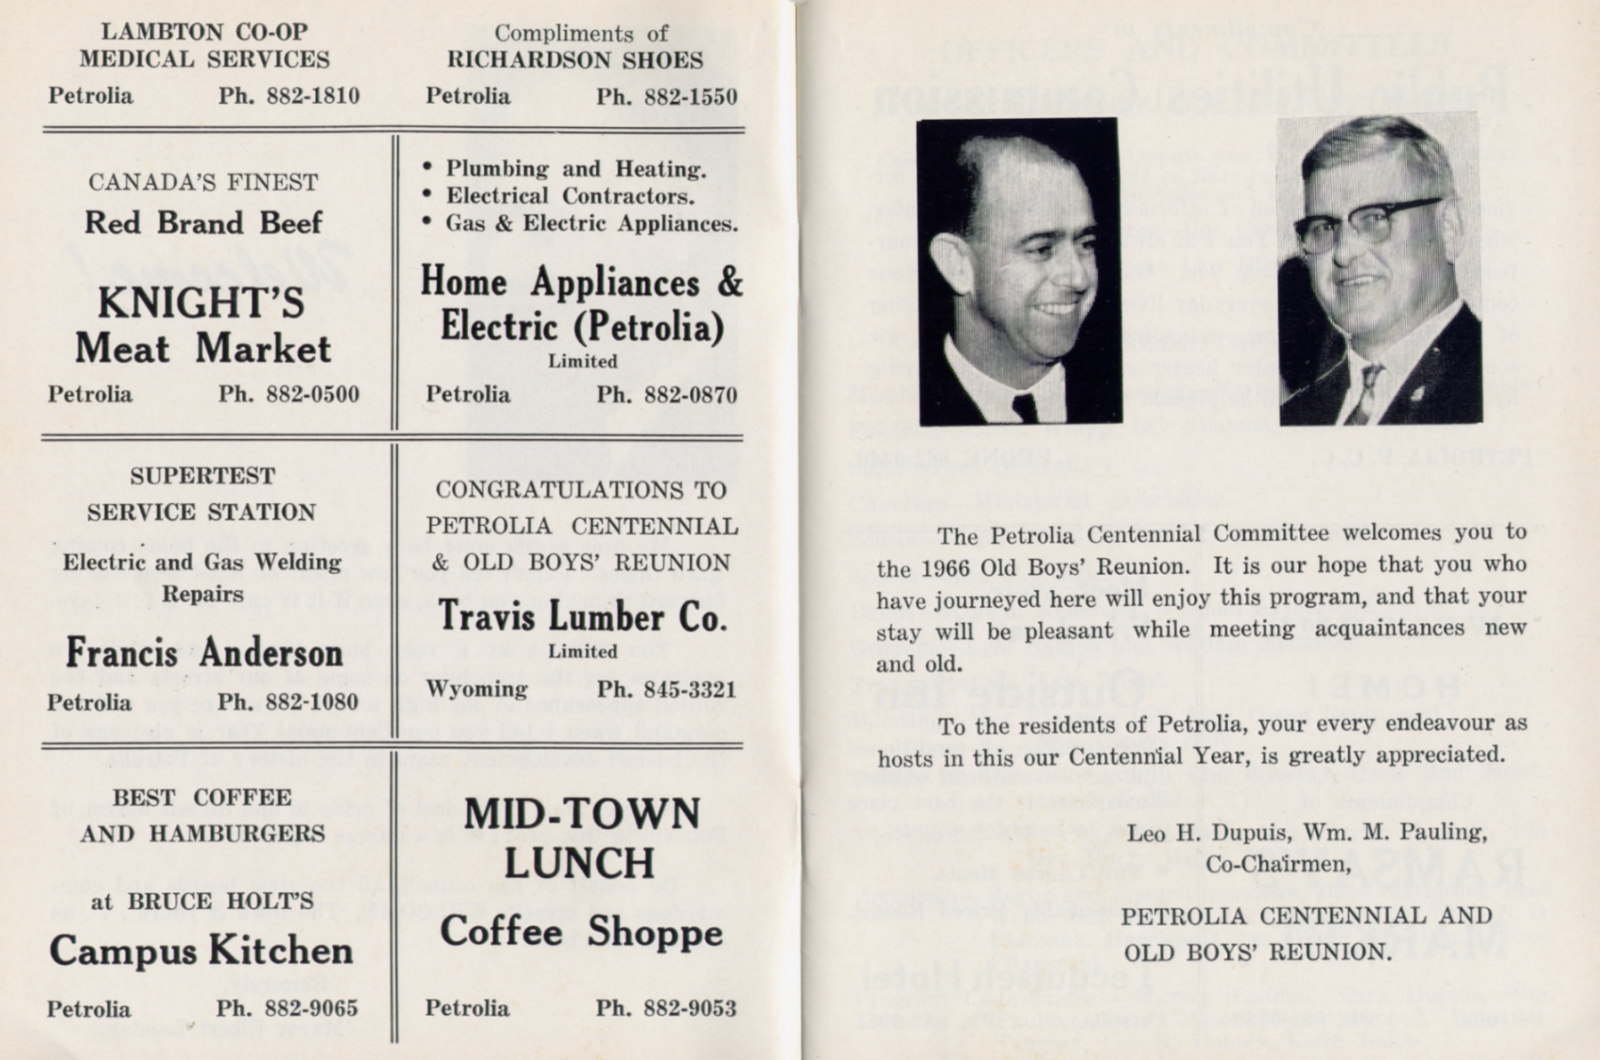 LAMBTON CO-OP
MEDICAL SERVICES
Petrolia Ph. 882-1810
Compliments of
RICHARDSON SHOES
Petrolia Ph. 882-1550
CANADA'S FINEST
Red Brand Beef
KNIGHT'S
Meat Market
Petrolia Ph. 882-0500
• Plumbing and Heating.
• Electrical Contractors.
• Gas & Electric Appliances.
Home Appliances &
Electric (Petrolia)
Limited
Petrolia Ph. 882-0870
SUPERTEST
SERVICE STATION
Electric and Gas Welding
Repairs
Francis Anderson
Petrolia Ph. 882-1080
CONGRATULATIONS TO
PETROLIA CENTENNIAL
& OLD BOYS' REUNION
Travis Lumber Co.
Limited
Wyoming Ph. 845-3321
BEST COFFEE
AND HAMBURGERS
at BRUCE HOLT'S
Campus Kitchen
Petrolia Ph. 882-9065
MID-TOWN
LUNCH
Coffee Shoppe
Petrolia Ph. 882-9053
The Petrolia Centennial Committee welcomes you to
the 1966 Old Boys' Reunion. It is our hope that you who
have journeyed here will enjoy this program, and that your
stay will be pleasant while meeting acquaintances new
and old.
To the residents of Petrolia, your every endeavour as
hosts in this our Centennial Year, is greatly appreciated.
Leo H. Dupuis, Wm. M. Pauling,
Co-Chairmen,
PETROLIA CENTENNIAL AND
OLD BOYS' REUNION.